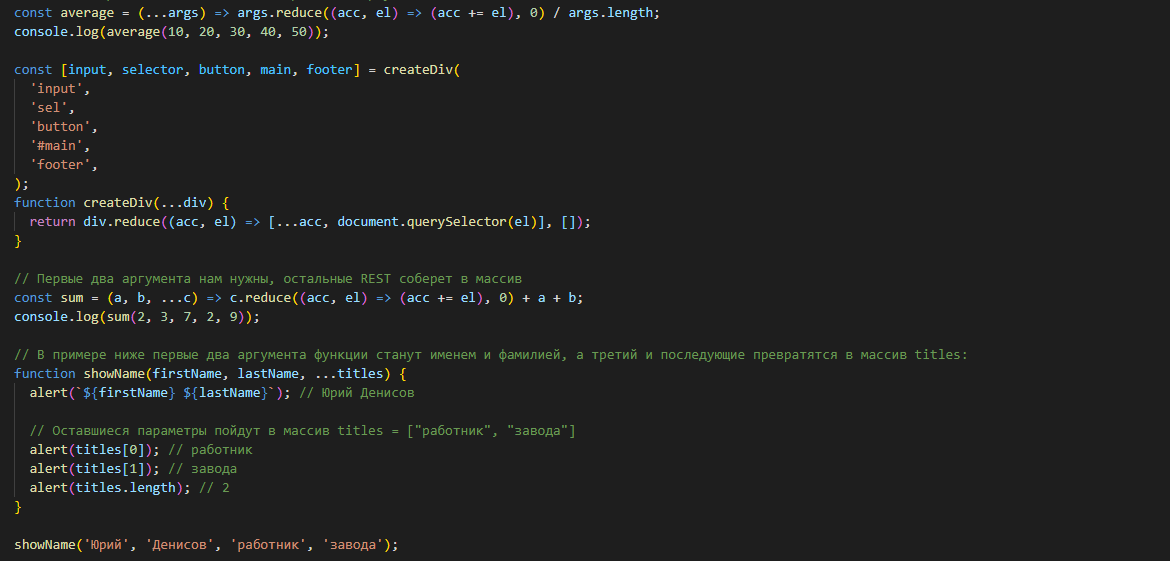 const average = (...args) => args.reduce((acc, el) => (acc += el), 0) / args.length;
console.log(average(10, 20, 30, 40, 50));

const [input, selector, button, main, footer] = createDiv(
  'input',
  'sel',
  'button',
  '#main',
  'footer',
);
function createDiv(...div) {
  return div.reduce((acc, el) => [...acc, document.querySelector(el)], []);
}

// Первые два аргумента нам нужны, остальные REST соберет в массив
const sum = (a, b, ...c) => c.reduce((acc, el) => (acc += el), 0) + a + b;
console.log(sum(2, 3, 7, 2, 9));

// В примере ниже первые два аргумента функции станут именем и фамилией, а третий и последующие превратятся в массив titles:
function showName(firstName, lastName, ...titles) {
  alert(`${firstName} ${lastName}`); // Юрий Денисов

  // Оставшиеся параметры пойдут в массив titles = ["работник", "завода"]
  alert(titles[0]); // работник
  alert(titles[1]); // завода
  alert(titles.length); // 2
}

showName('Юрий', 'Денисов', 'работник', 'завода');